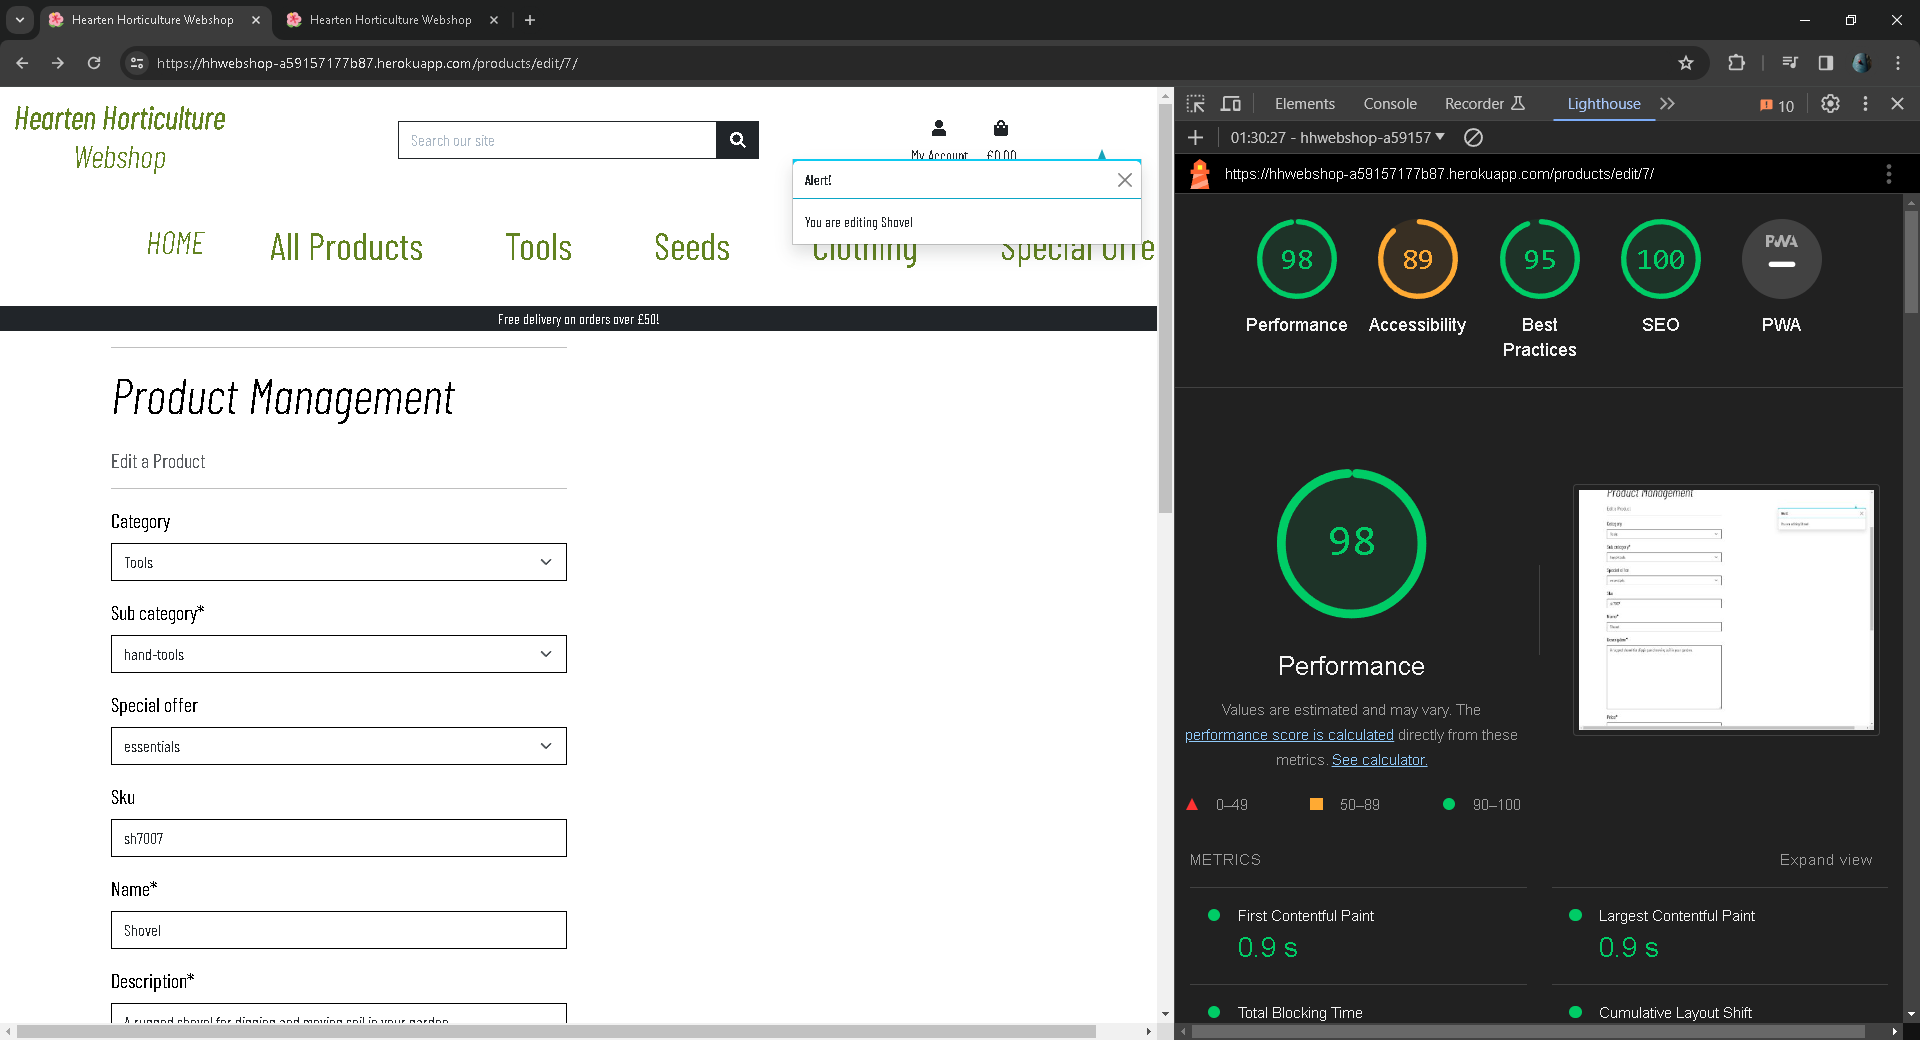 Hearten Horticulture Webshop
Hearten Horticulture Webshop
https://hhwebshop-a59157177b87.herokuapp.com/products/edit/7/
Hearten Horticulture
Webshop
Search our site
My Account
£0.00
Alert!
You are editing Shovel
HOME
All Products
Tools
Seeds
Clothing
Special Offe
Free delivery on orders over £50!
Product Management
Edit a Product
Category
Tools
Sub category*
hand-tools
Special offer
essentials
Sku
sh7007
Name*
Shovel
Description*
A rugged shovel for digging and moving soil in your garden
Elements
Console
Recorder
Lighthouse
10
01:30:27 - hhwebshop-a59157
https://hhwebshop-a59157177b87.herokuapp.com/products/edit/7/
98
Performance
89
Accessibility
95
Best
Practices
100
SEO
PWA
PWA
98
Performance
Values are estimated and may vary. The
performance score is calculated directly from these
metrics. See calculator.
0–49
50–89
90–100
Product Management
METRICS
Expand view
First Contentful Paint
0.9 s
Largest Contentful Paint
0.9 s
Total Blocking Time
Cumulative Layout Shift